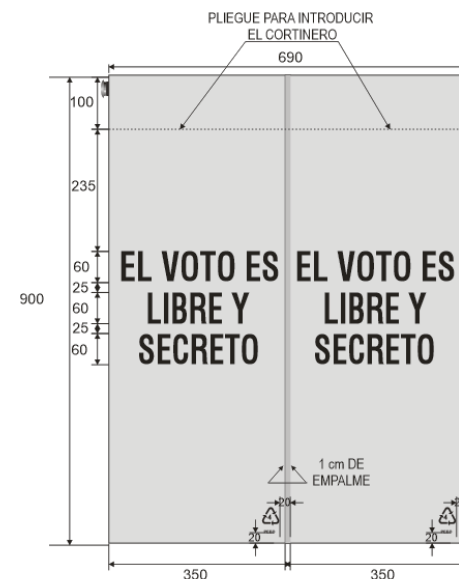 PLIEGUE PARA INTRODUCIR
EL CORTINERO
690
100
235
60
25
60
25
60
900
EL VOTO ES
LIBRE Y
SECRETO
EL VOTO ES
LIBRE Y
SECRETO
1 cm DE
EMPALME
20
20
20
20
350
350